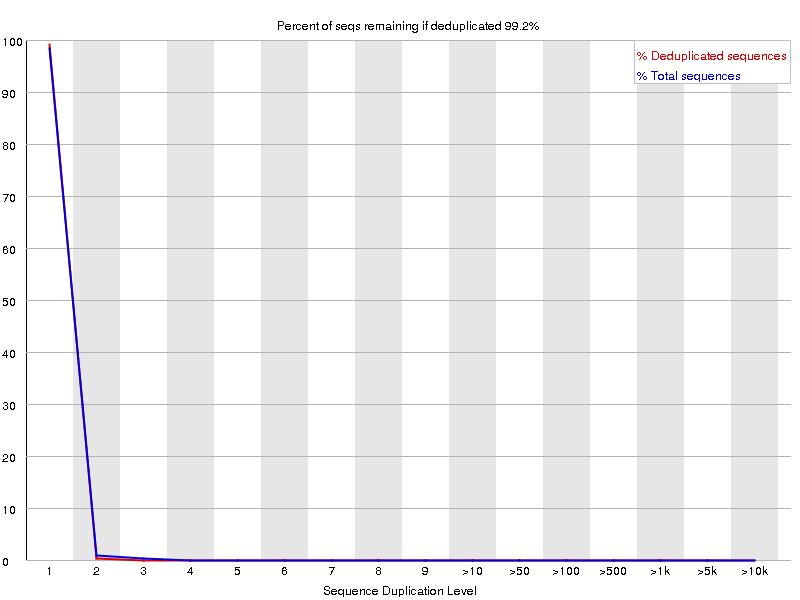 Percent of seqs remaining if deduplicated 99.2%
% Deduplicated sequences
% Total sequences
100
90
80
70
60
50
40
30
20
10
0
1 2 3 4 5 6 7 8 9 >10 >50 >100 >500 >1k >5k >10k
Sequence Duplication Level